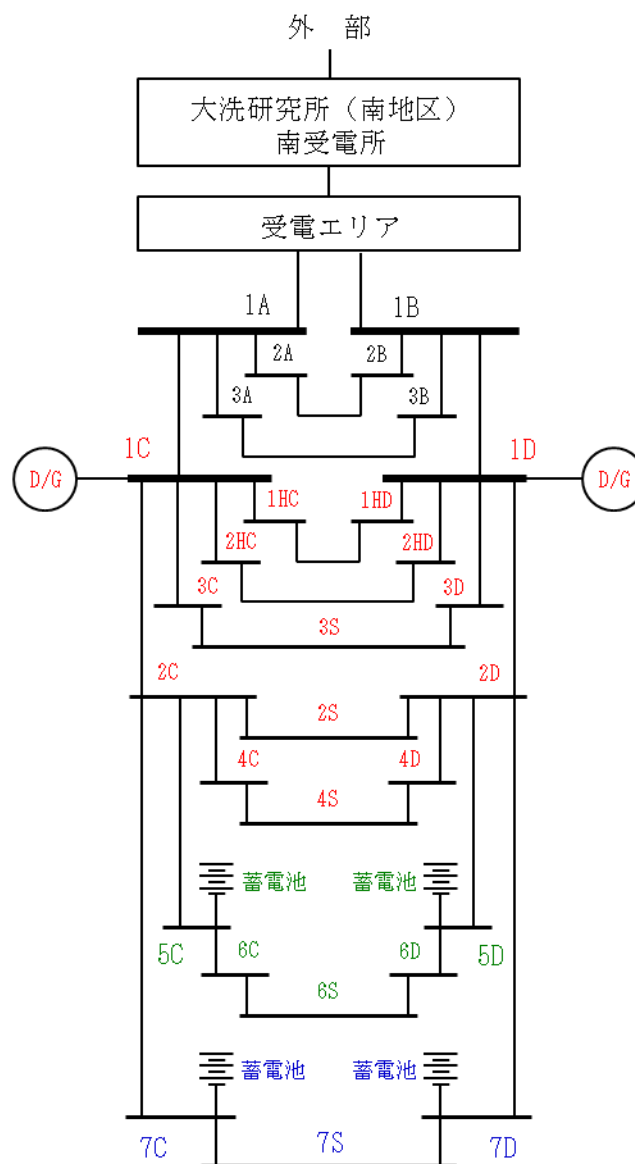 外 部
大洗研究所（南地区）
南受電所
受電エリア
1A 1B
2A 2B
3A 3B
1C 1D
D/G D/G
1HC 1HD
2HC 2HD
3C 3D
3S
2C 2D
2S
4C 4D
4S
蓄電池 蓄電池
5C 6C 6D 5D
6S
蓄電池 蓄電池
7C 7S 7D